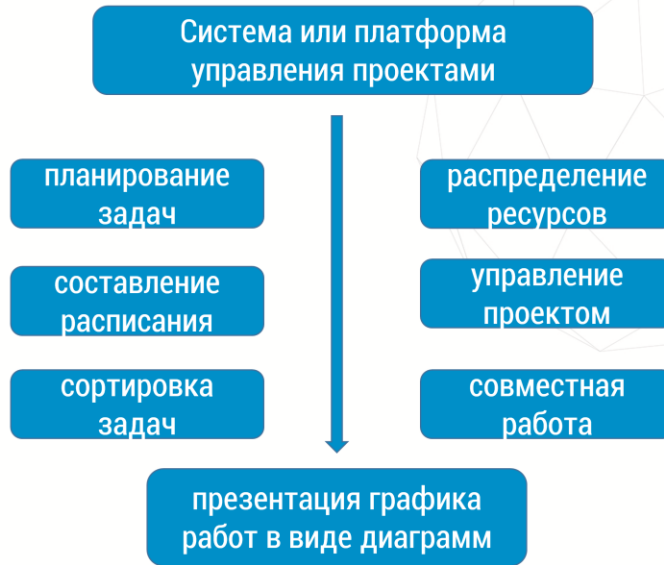 Система или платформа
управления проектами
планирование
задач
распределение
ресурсов
составление
расписания
управление
проектом
сортировка
задач
совместная
работа
презентация графика
работ в виде диаграмм